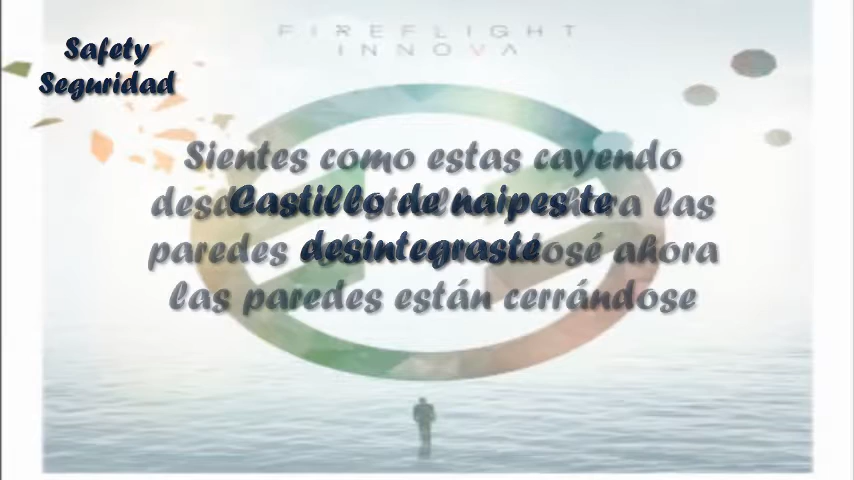 FIREFLIGHT
INNOVA
Safety
Seguridad
Sientes como estas cayendo
Castillo de naipes te
las
paredes
desintegraste
ahora
las paredes están cerrándose